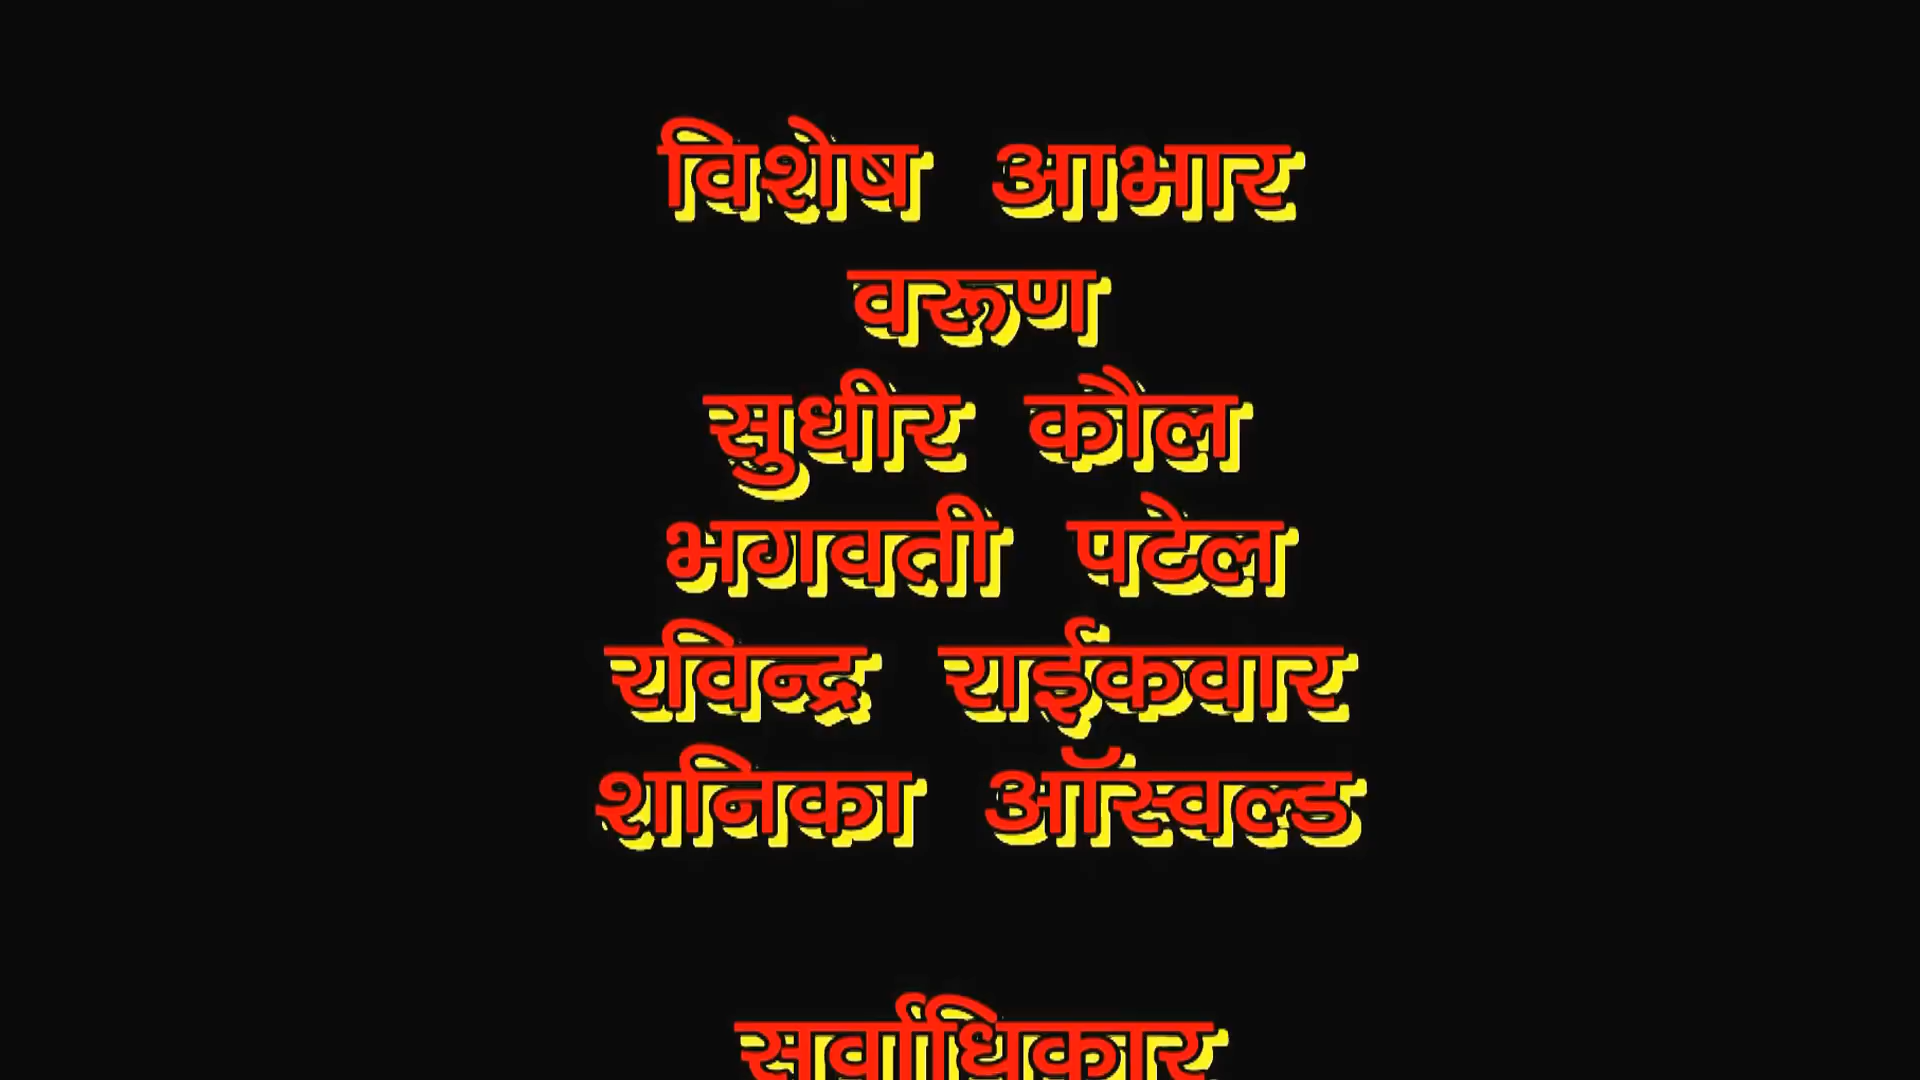 विशेष आभार
वरूण
सुधीर कौल
भगवती पटेल
रविन्द्र राईकवार
शनिका ऑस्वल्ड
सर्वाधिकार